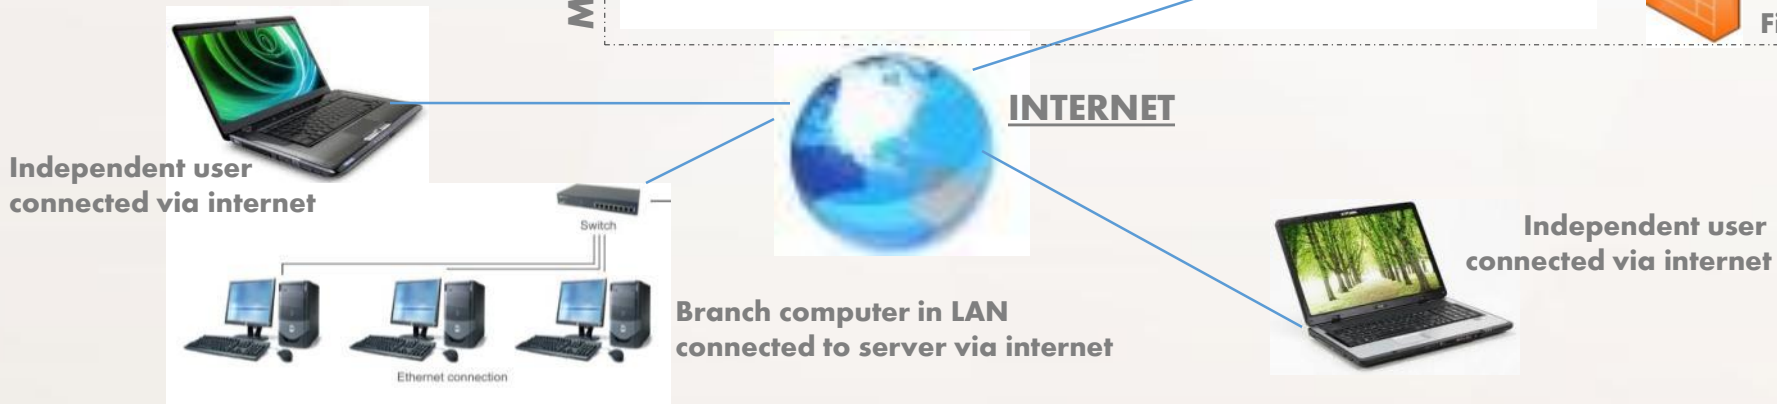 M
Fi
INTERNET
Independent user
connected via internet
Switch
Independent user
connected via internet
Branch computer in LAN
connected to server via internet
Ethernet connection